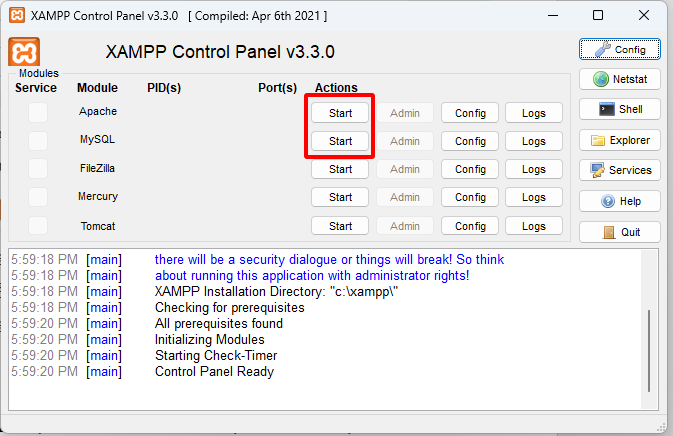 XAMPP Control Panel v3.3.0 [ Compiled: Apr 6th 2021 ]
XAMPP Control Panel v3.3.0
Config
Modules
Service Module PID(s) Port(s) Actions
Netstat
Apache Start Admin Config Logs
Shell
MySQL Start Admin Config Logs
Explorer
FileZilla Start Admin Config Logs
Services
Mercury Start Admin Config Logs
Help
Tomcat Start Admin Config Logs
Quit
5:59:18 PM [main] there will be a security dialogue or things will break! So think
5:59:18 PM [main] about running this application with administrator rights!
5:59:18 PM [main] XAMPP Installation Directory: "c:\xampp\"
5:59:18 PM [main] Checking for prerequisites
5:59:20 PM [main] All prerequisites found
5:59:20 PM [main] Initializing Modules
5:59:20 PM [main] Starting Check-Timer
5:59:20 PM [main] Control Panel Ready